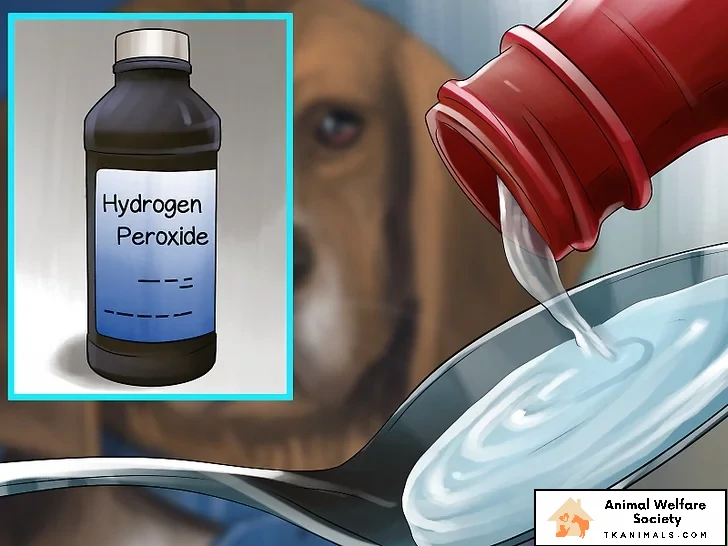 Hydrogen
Peroxide
Animal Welfare
Society
TKANIMALS.COM